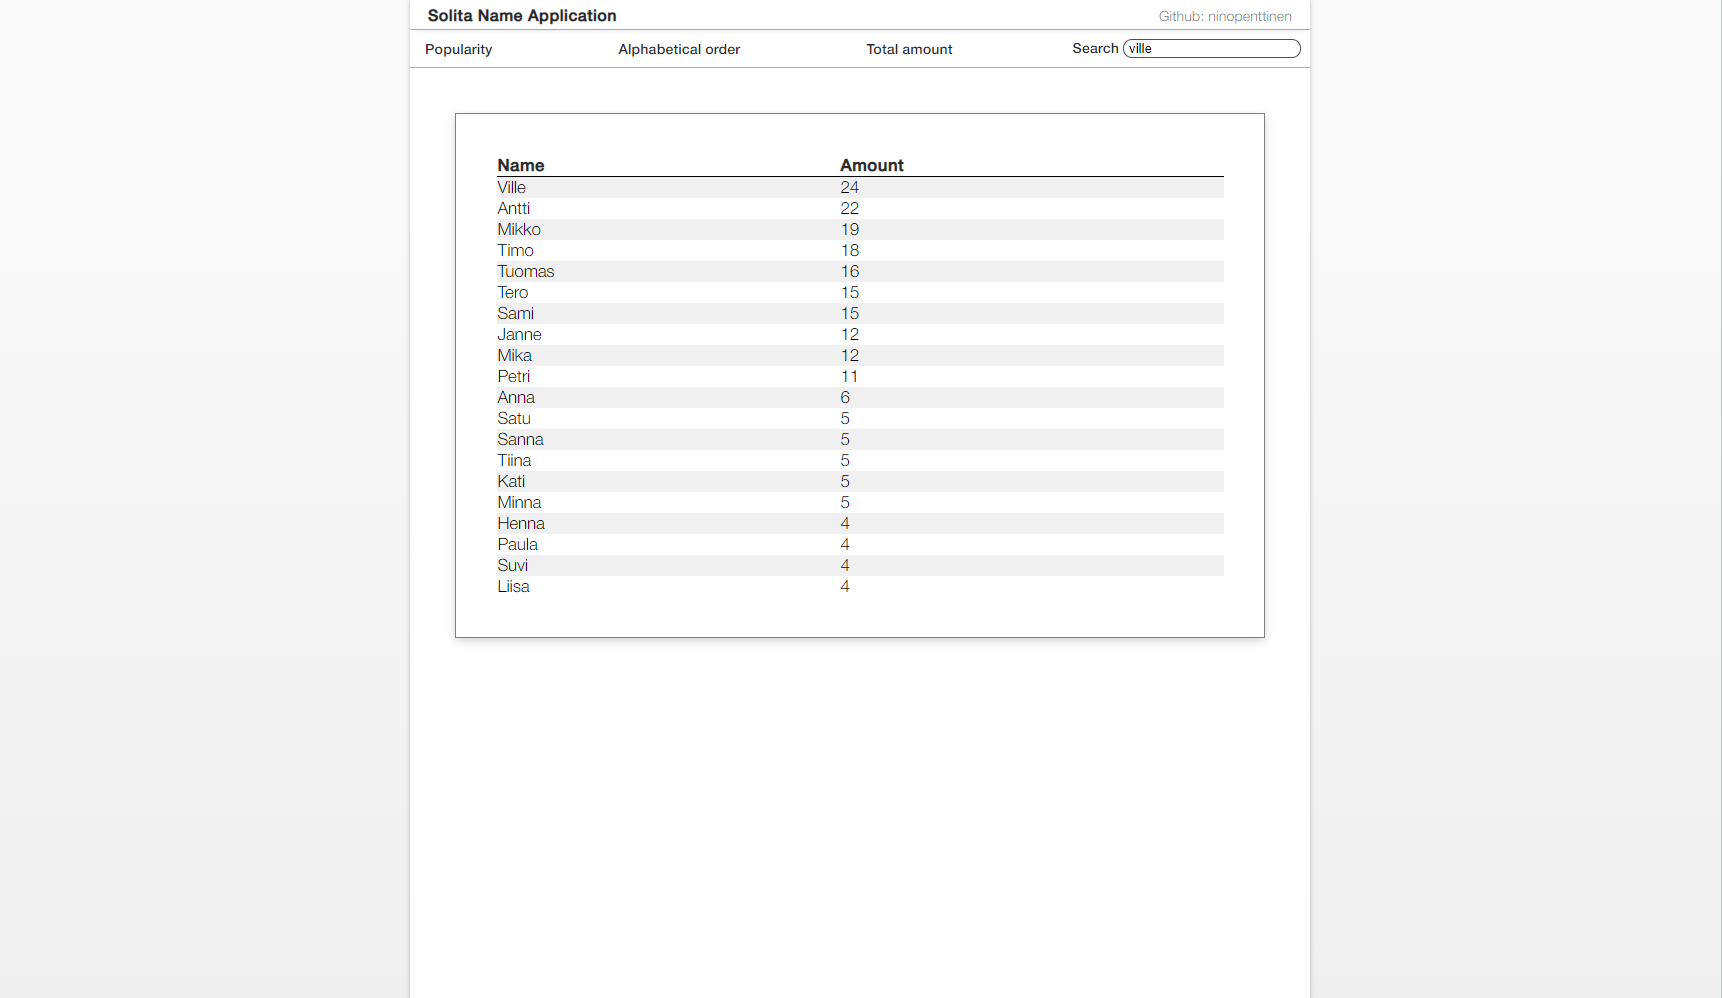 Solita Name Application Github: ninopenttinen
Popularity Alphabetical order Total amount Search ville
Name Amount
Ville 24
Antti 22
Mikko 19
Timo 18
Tuomas 16
Tero 15
Sami 15
Janne 12
Mika 12
Petri 11
Anna 6
Satu 5
Sanna 5
Tiina 5
Kati 5
Minna 5
Henna 4
Paula 4
Suvi 4
Liisa 4